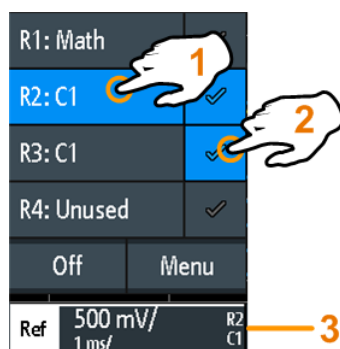 R1: Math
1
R2: C1
2
R3: C1
R4: Unused
Off Menu
Ref 500 mV/ R2
1 ms/ C1
3